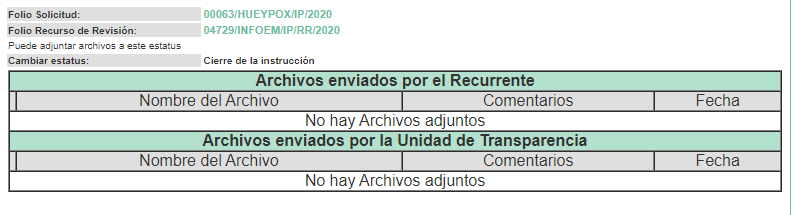 Folio Solicitud: 00063/HUEYPOX/IP/2020
Folio Recurso de Revisión: 04729/INFOEM/IP/RR/2020
Puede adjuntar archivos a este estatus
Cambiar estatus: Cierre de la instrucción
Archivos enviados por el Recurrente
Nombre del Archivo Comentarios Fecha
No hay Archivos adjuntos
Archivos enviados por la Unidad de Transparencia
Nombre del Archivo Comentarios Fecha
No hay Archivos adjuntos